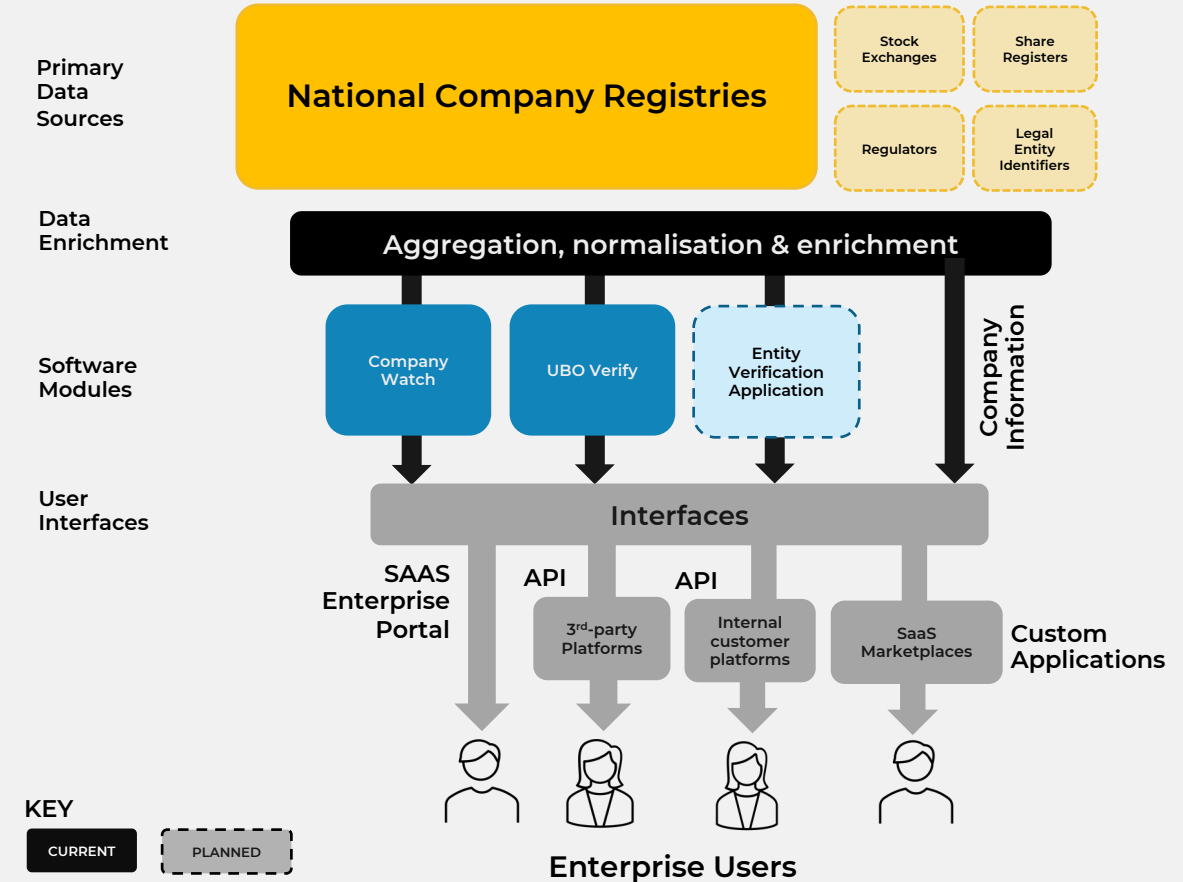 Primary
Data
Sources
National Company Registries
Stock
Exchanges
Share
Registers
Regulators
Legal
Entity
Identifiers
Data
Enrichment
Aggregation, normalisation & enrichment
Software
Modules
Company
Watch
UBO Verify
Entity
Verification
Application
Company
Information
User
Interfaces
Interfaces
SAAS
Enterprise
Portal
API
3rd-party
Platforms
API
Internal
customer
platforms
SaaS
Marketplaces
Custom
Applications
KEY
CURRENT
PLANNED
Enterprise Users